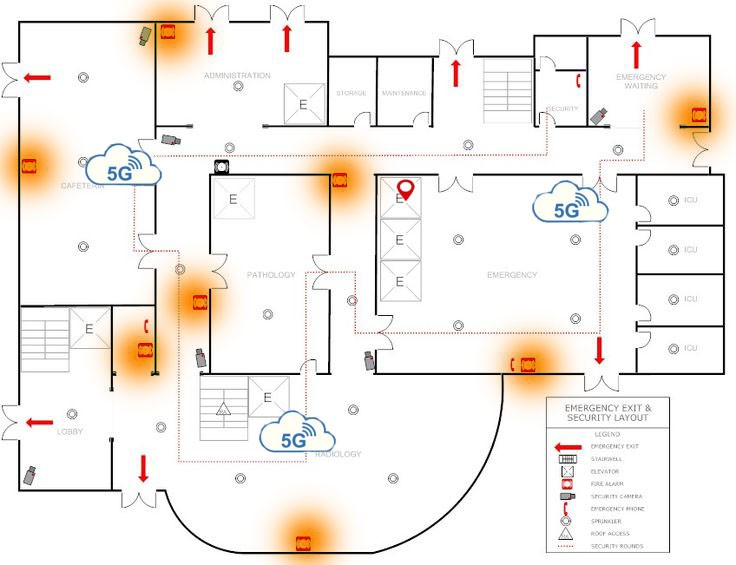 ADMINISTRATION
E
STORAGE
MAINTENANCE
SECURITY
EMERGENCY
WAITING
5G
CAFETERIA
5G
E
E
E
E
ICU
ICU
ICU
ICU
PATHOLOGY
EMERGENCY
E
E
LOBBY
5G
RADIOLOGY
EMERGENCY EXIT &
SECURITY LAYOUT
LEGEND
EMERGENCY EXIT
STAIRWELL
ELEVATOR
FIRE ALARM
SECURITY CAMERA
EMERGENCY PHONE
SPRINKLER
ROOF ACCESS
SECURITY ROUNDS